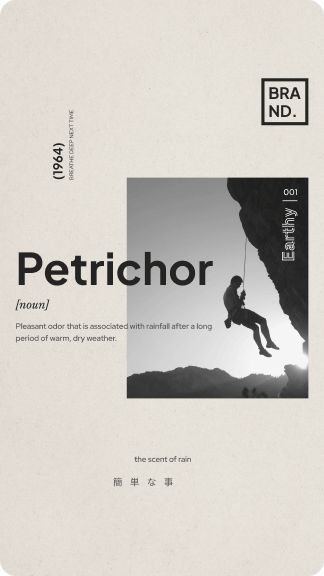 BRA
ND.
(1964)
BREATHE DEEP NEXT TIME
001
Earthy |
Petrichor
[noun]
Pleasant odor that is associated with rainfall after a long
period of warm, dry weather.
the scent of rain
簡単な事